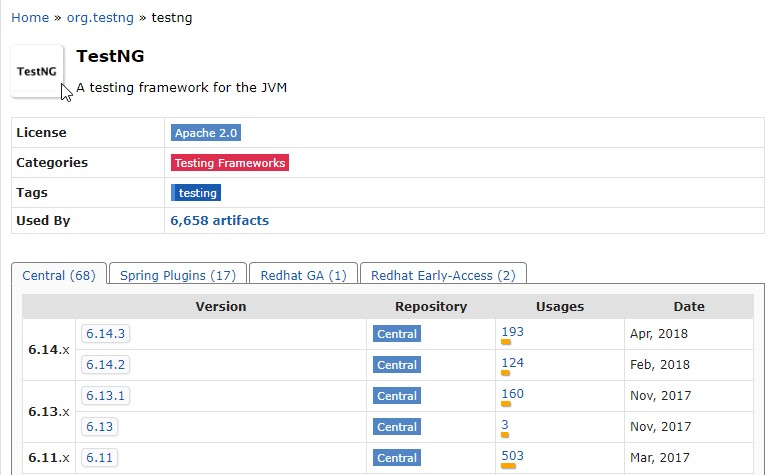 Home » org.testng » testng
TestNG
TestNG
A testing framework for the JVM
License Apache 2.0
Categories Testing Frameworks
Tags testing
Used By 6,658 artifacts
Central (68) Spring Plugins (17) Redhat GA (1) Redhat Early-Access (2)
Version Repository Usages Date
6.14.x 6.14.3 Central 193 Apr, 2018
6.14.2 Central 124 Feb, 2018
6.13.x 6.13.1 Central 160 Nov, 2017
6.13 Central 3 Nov, 2017
6.11.x 6.11 Central 503 Mar, 2017